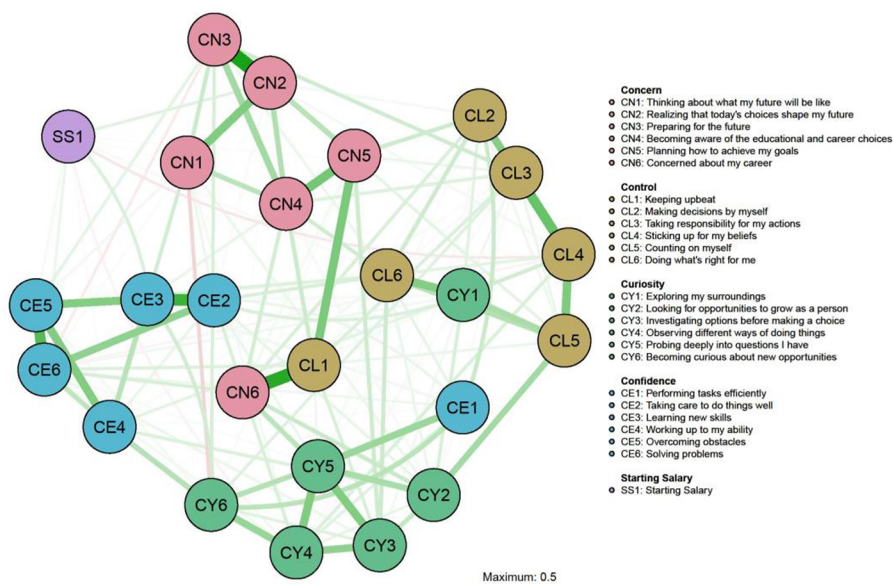 CN3
CN2
SS1
CN1
CN5
CN4
CL2
CL3
CL4
CL6
CY1
CL5
CE5
CE3
CE2
CE6
CL1
CN6
CE1
CE4
CY5
CY2
CY6
CY4
CY3
Maximum: 0.5
Concern
CN1: Thinking about what my future will be like
CN2: Realizing that today's choices shape my future
CN3: Preparing for the future
CN4: Becoming aware of the educational and career choices
CN5: Planning how to achieve my goals
CN6: Concerned about my career
Control
CL1: Keeping upbeat
CL2: Making decisions by myself
CL3: Taking responsibility for my actions
CL4: Sticking up for my beliefs
CL5: Counting on myself
CL6: Doing what's right for me
Curiosity
CY1: Exploring my surroundings
CY2: Looking for opportunities to grow as a person
CY3: Investigating options before making a choice
CY4: Observing different ways of doing things
CY5: Probing deeply into questions I have
CY6: Becoming curious about new opportunities
Confidence
CE1: Performing tasks efficiently
CE2: Taking care to do things well
CE3: Learning new skills
CE4: Working up to my ability
CE5: Overcoming obstacles
CE6: Solving problems
Starting Salary
SS1: Starting Salary